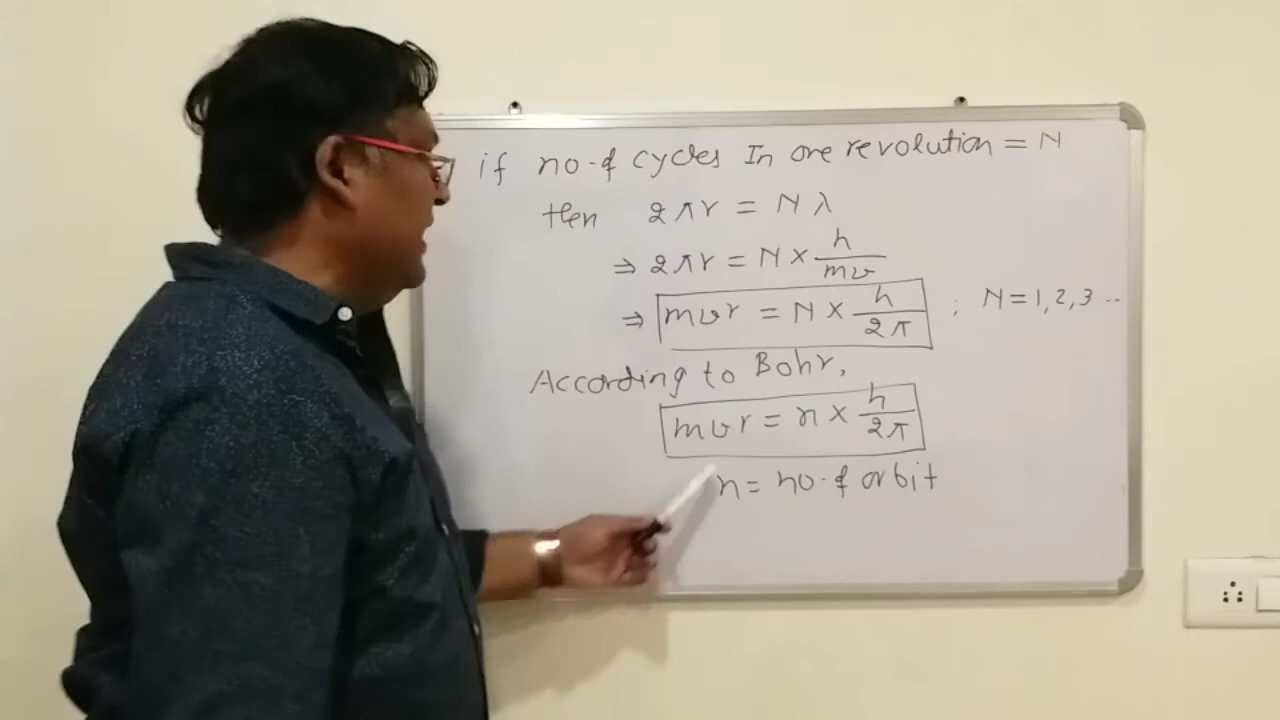 if no. of cycles In one revolution = N
then 2πr = Nλ
⇒ 2πr = N × h/mv
⇒ mvr = N × h/2π ; N = 1, 2, 3 ..
According to Bohr,
mvr = n × h/2π
n = no. of orbit